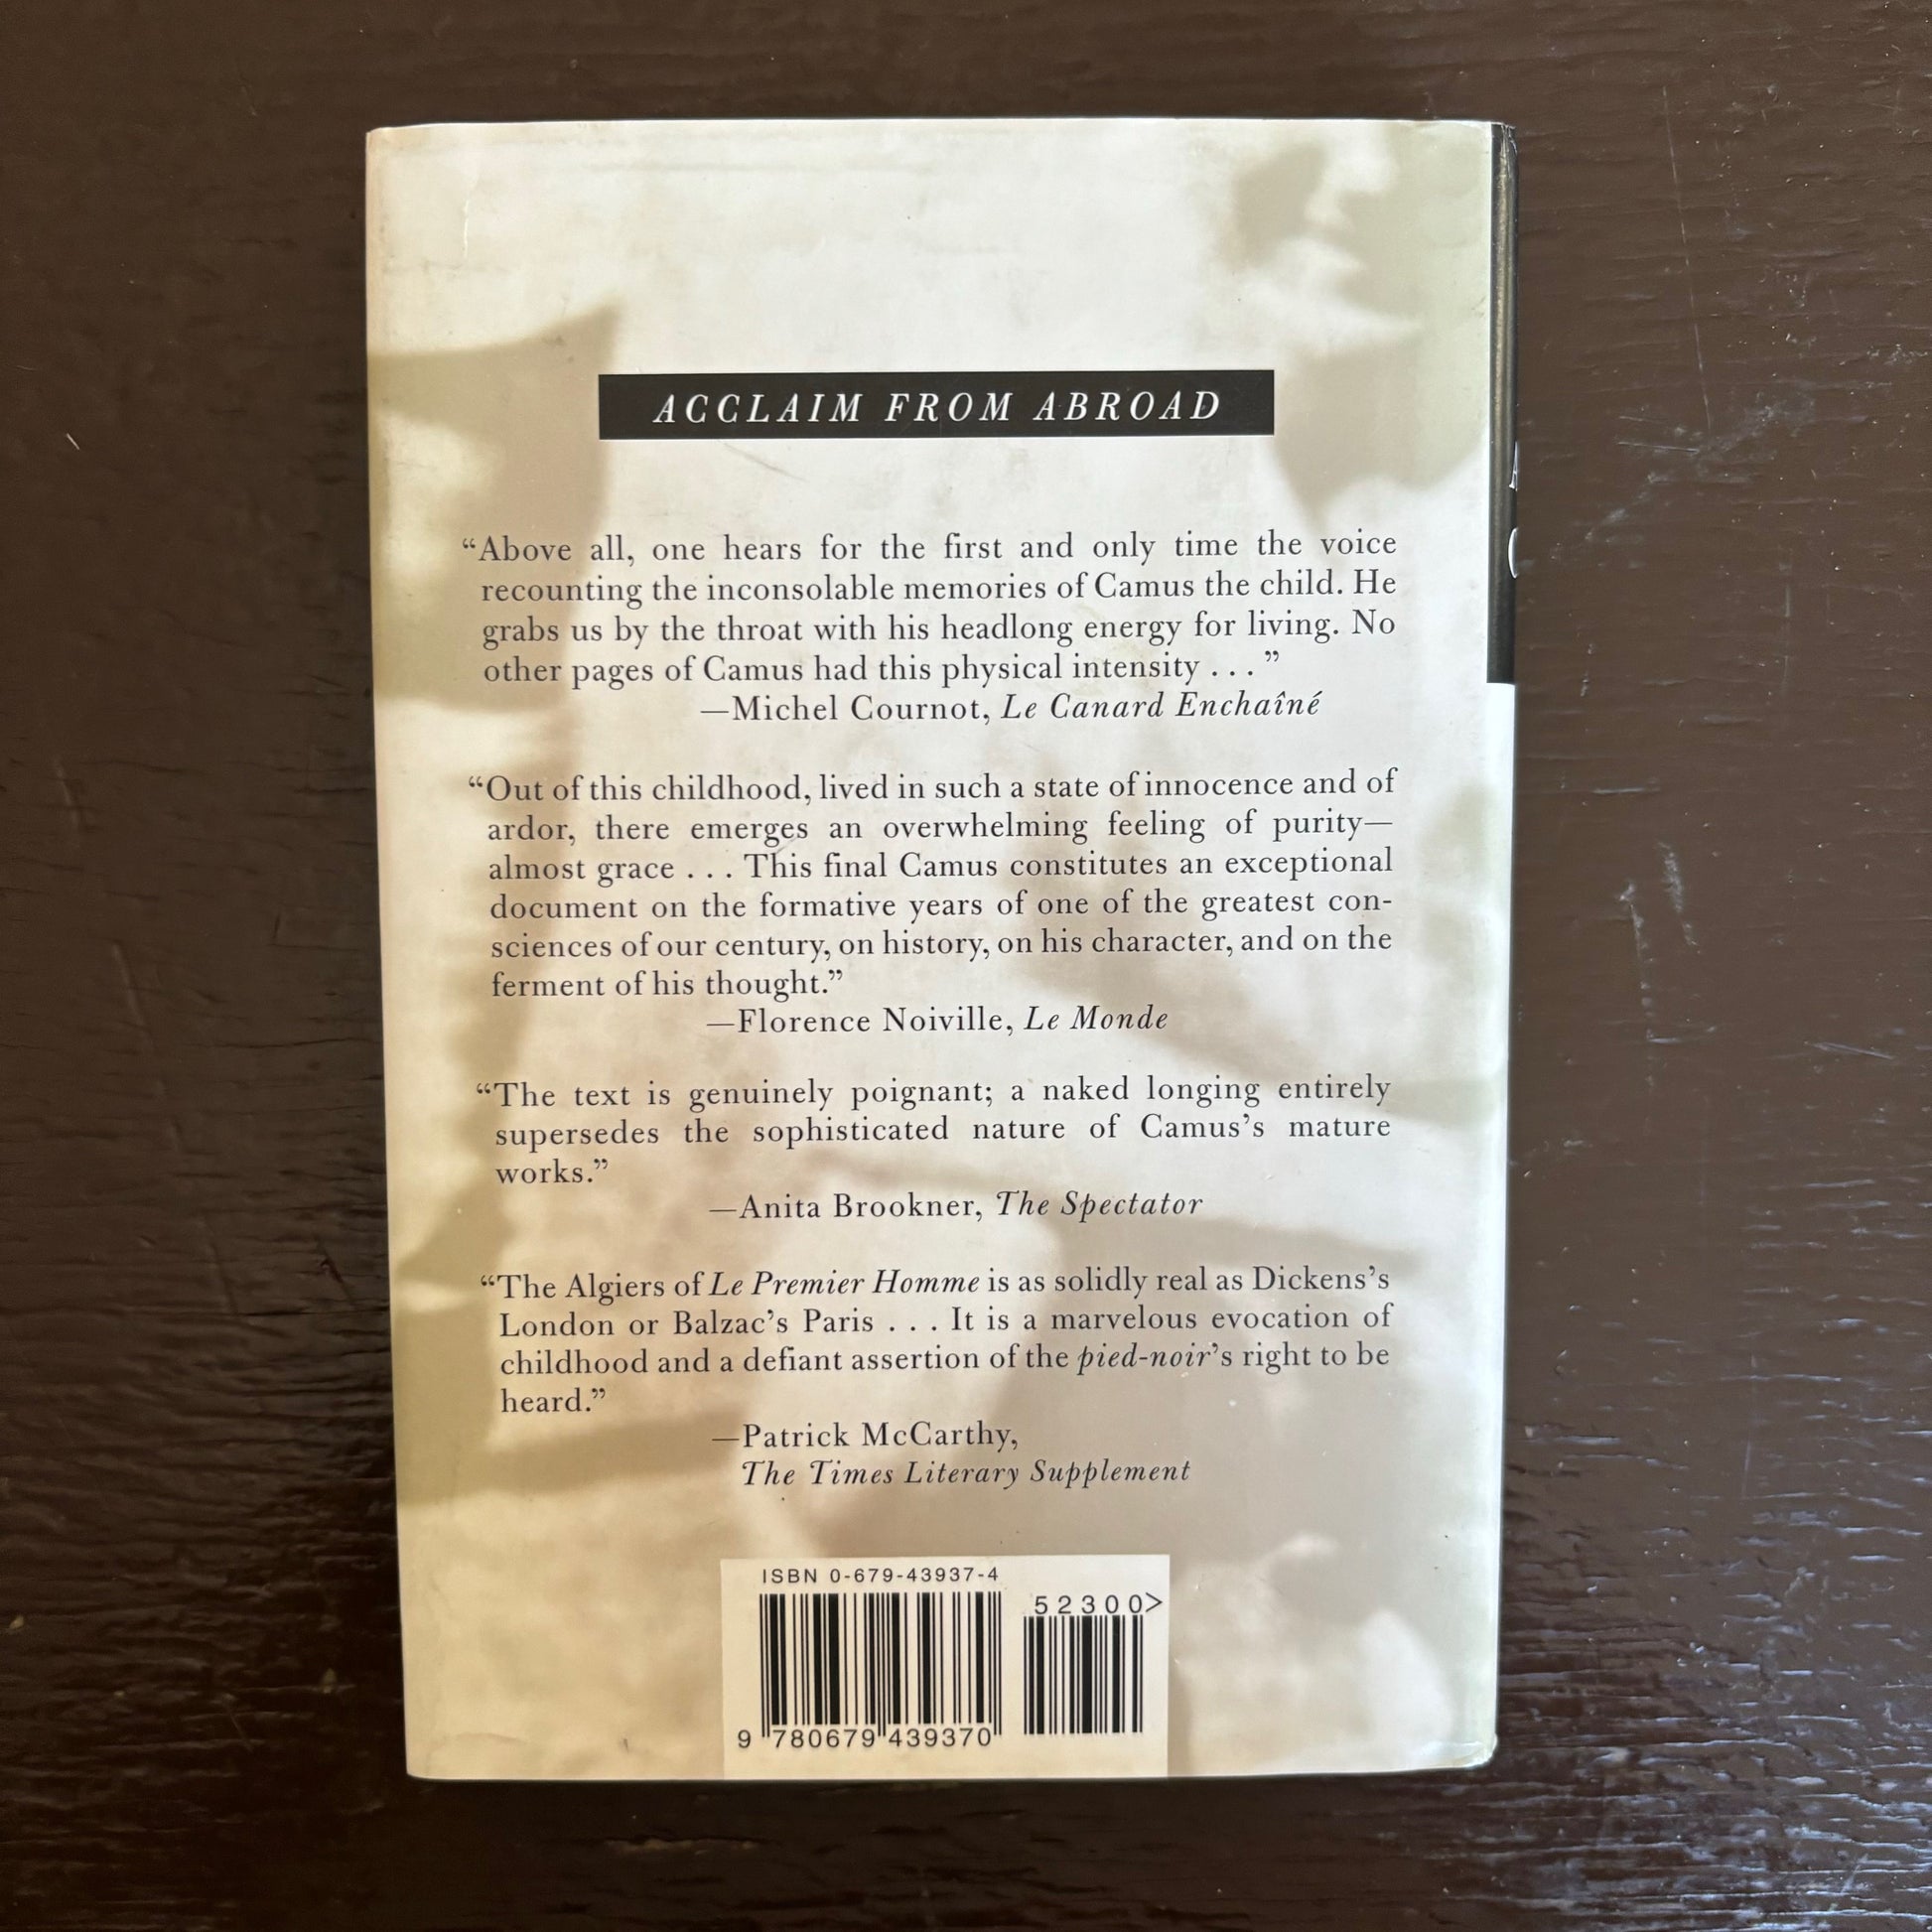 ACCLAIM FROM ABROAD
“Above all, one hears for the first and only time the voice
recounting the inconsolable memories of Camus the child. He
grabs us by the throat with his headlong energy for living. No
other pages of Camus had this physical intensity . . . ”
—Michel Cournot, Le Canard Enchaîné
“Out of this childhood, lived in such a state of innocence and of
ardor, there emerges an overwhelming feeling of purity—
almost grace . . . This final Camus constitutes an exceptional
document on the formative years of one of the greatest con-
sciences of our century, on history, on his character, and on the
ferment of his thought.”
—Florence Noiville, Le Monde
“The text is genuinely poignant; a naked longing entirely
supersedes the sophisticated nature of Camus’s mature
works.”
—Anita Brookner, The Spectator
“The Algiers of Le Premier Homme is as solidly real as Dickens’s
London or Balzac’s Paris . . . It is a marvelous evocation of
childhood and a defiant assertion of the pied-noir’s right to be
heard.”
—Patrick McCarthy,
The Times Literary Supplement
ISBN 0-679-43937-4
52300>
9 780679 439370